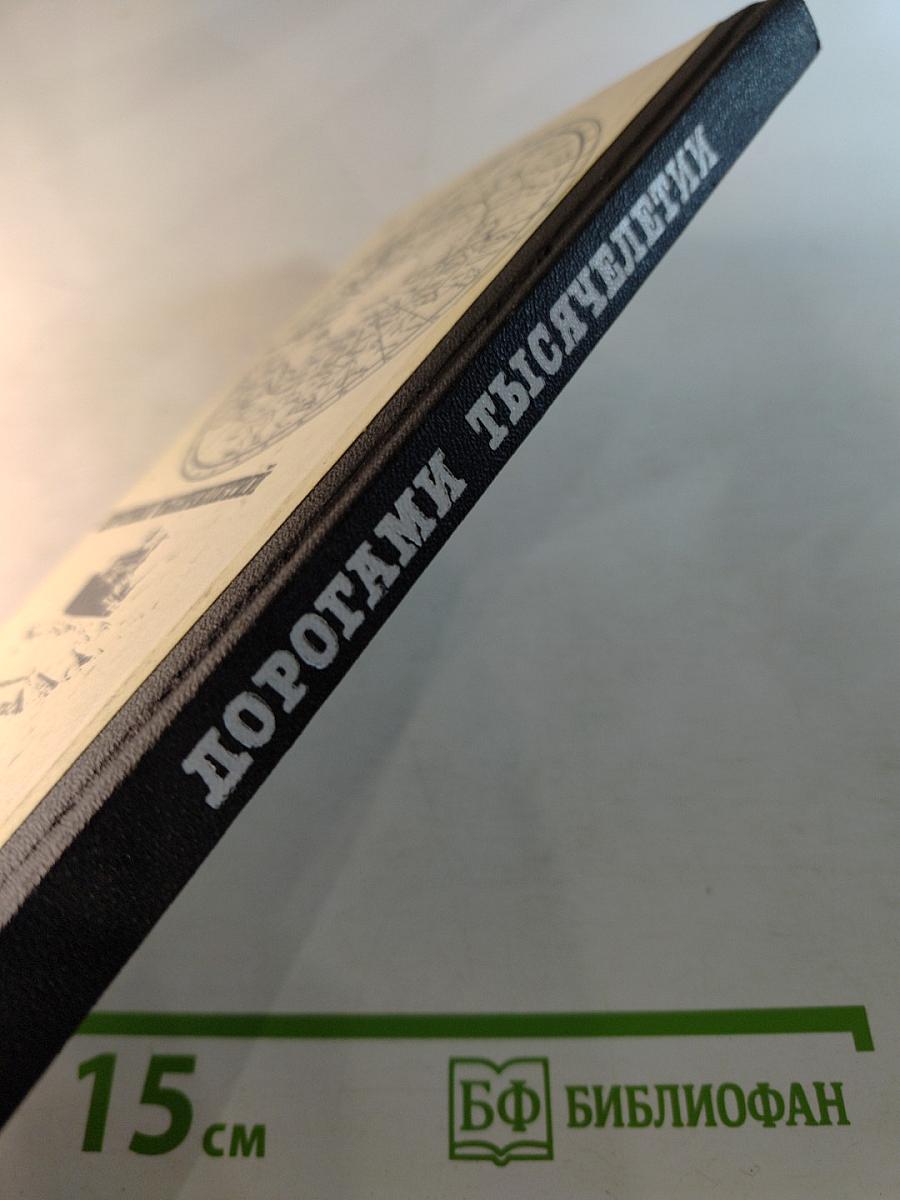 ДОРОГАМИ ТЫСЯЧЕЛЕТИЙ
15 см
БФ БИБЛИОФАН